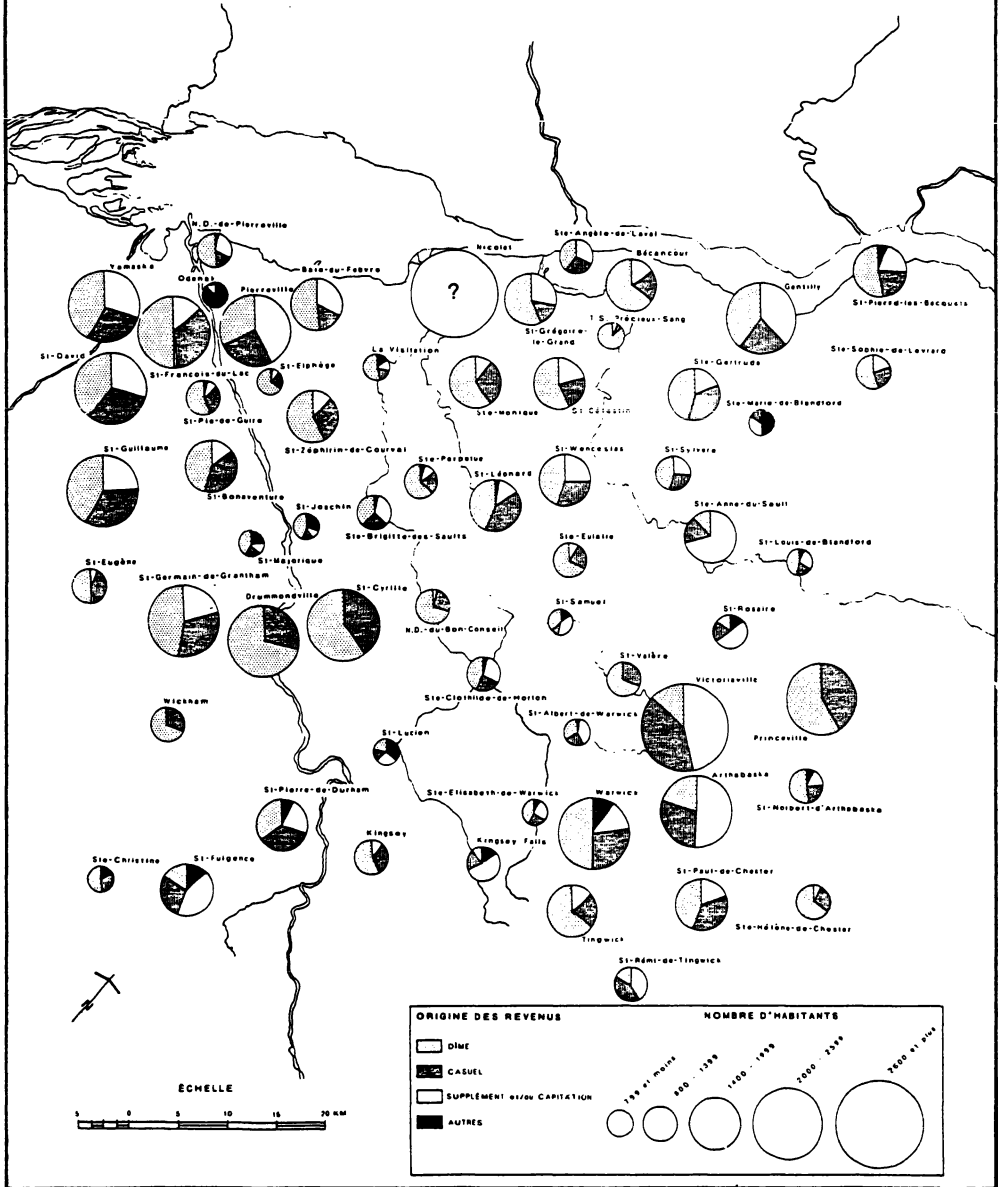 N.D.-de-Pierreville
Ste-Angèle-de-Laval
Nicolet
Bécancour
Yamaska
Odanak
Pierreville
Baie-du-Febvre
Gentilly
?
St-Pierre-les-Becquets
St-Grégoire-le-Grand
T.S. Précieux-Sang
St-David
St-François-du-Lac
St-Elphège
La Visitation
Ste-Sophie-de-Levrard
Ste-Gertrude
St-Pie-de-Guire
Ste-Monique
St-Célestin
Ste-Marie-de-Blandford
St-Guillaume
St-Zéphirin-de-Courval
St-Wenceslas
St-Sylvere
Ste-Perpetue
St-Léonard
St-Bonaventure
Ste-Anne-du-Sault
St-Joachim
Ste-Brigitte-des-Saults
Ste-Eulalie
St-Louis-de-Blandford
St-Majorique
St-Eugène
St-Germain-de-Grantham
St-Cyrille
Drummondville
St-Samuel
St-Rosaire
N.D.-du-Bon-Conseil
St-Valère
Victoriaville
Ste-Clothilde-de-Horton
Wickham
St-Albert-de-Warwick
Princeville
St-Lucien
Arthabaska
St-Pierre-de-Durham
Ste-Elisabeth-de-Warwick
Warwick
St-Norbert-d'Arthabaska
Kingsey
Kingsey Falls
Ste-Christine
St-Fulgence
St-Paul-de-Chester
Ste-Hélène-de-Chester
Tingwick
St-Rémi-de-Tingwick
N
ORIGINE DES REVENUS
DÎME
CASUEL
SUPPLÉMENT et/ou CAPITATION
AUTRES
NOMBRE D'HABITANTS
799 et moins
800 - 1399
1400 - 1999
2000 - 2599
2600 et plus
ÉCHELLE
5 0 5 10 15 20 KM